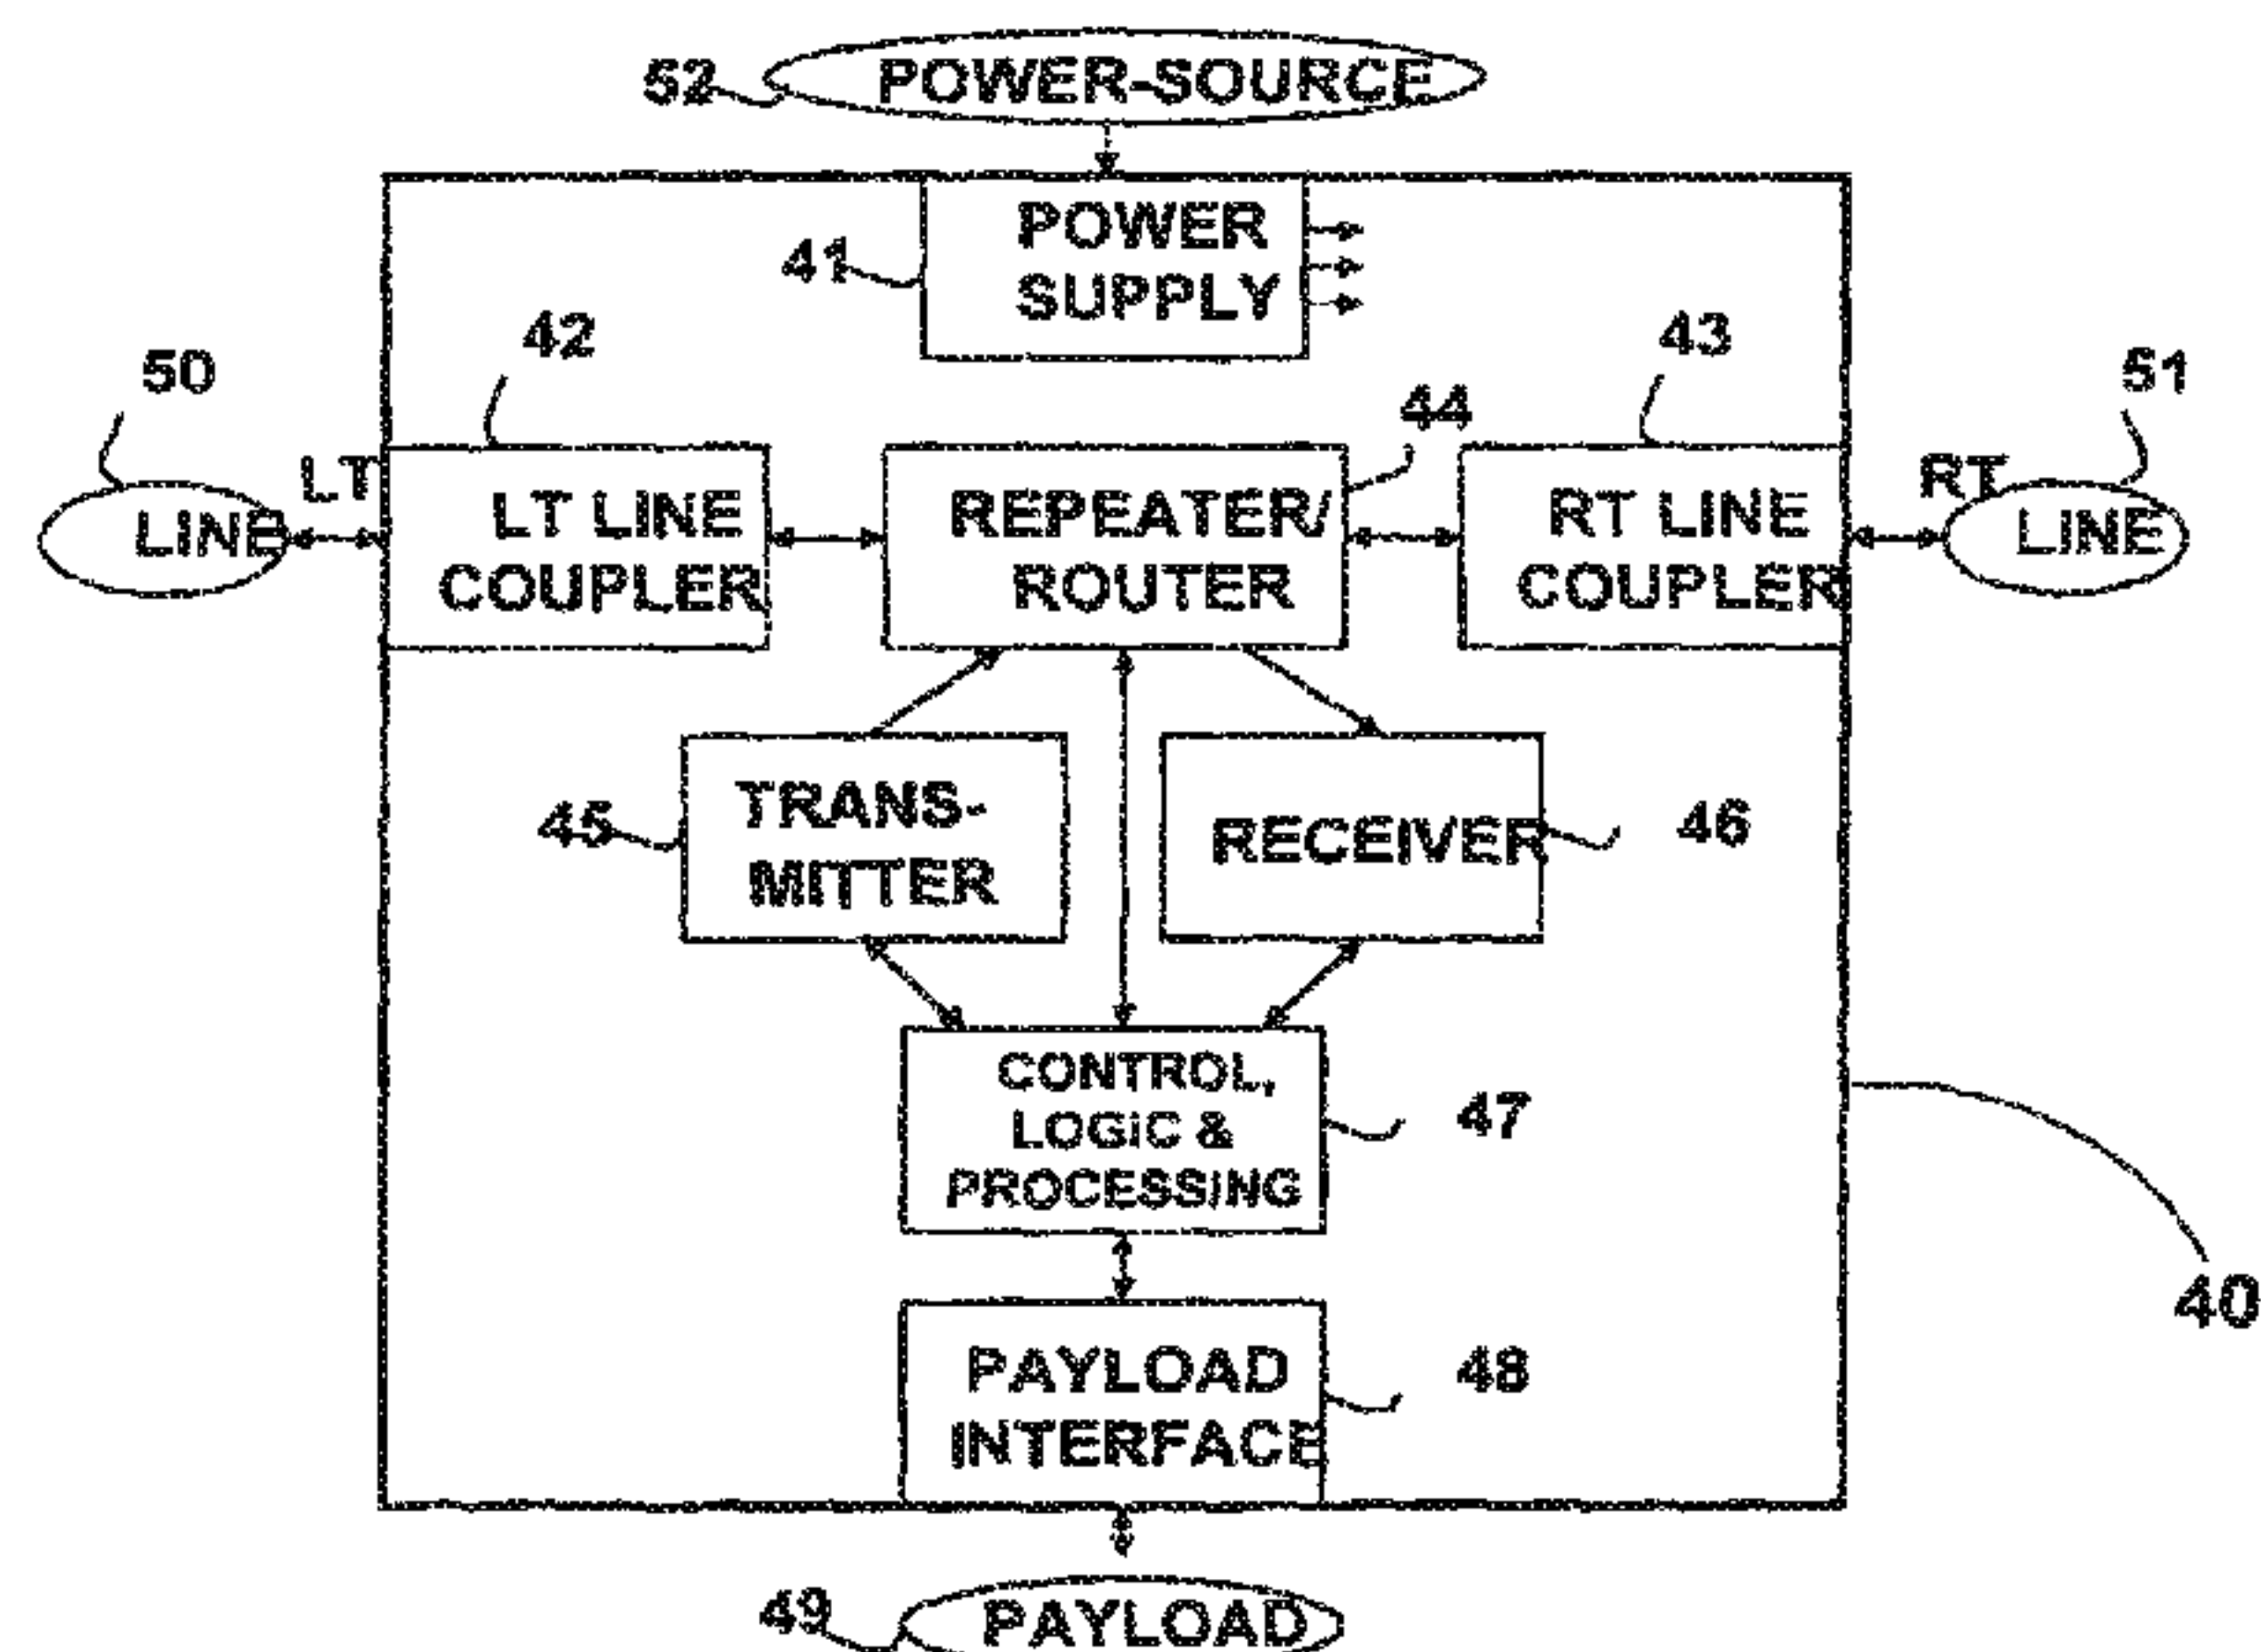 52 POWER-SOURCE
POWER
SUPPLY
41
42
43
50
51
44
LT
RT
LINE
LT LINE
COUPLER
REPEATER/
ROUTER
RT LINE
COUPLER
LINE
45
TRANS-
MITTER
RECEIVER
46
CONTROL,
LOGIC &
PROCESSING
47
40
PAYLOAD
INTERFACE
48
49 PAYLOAD